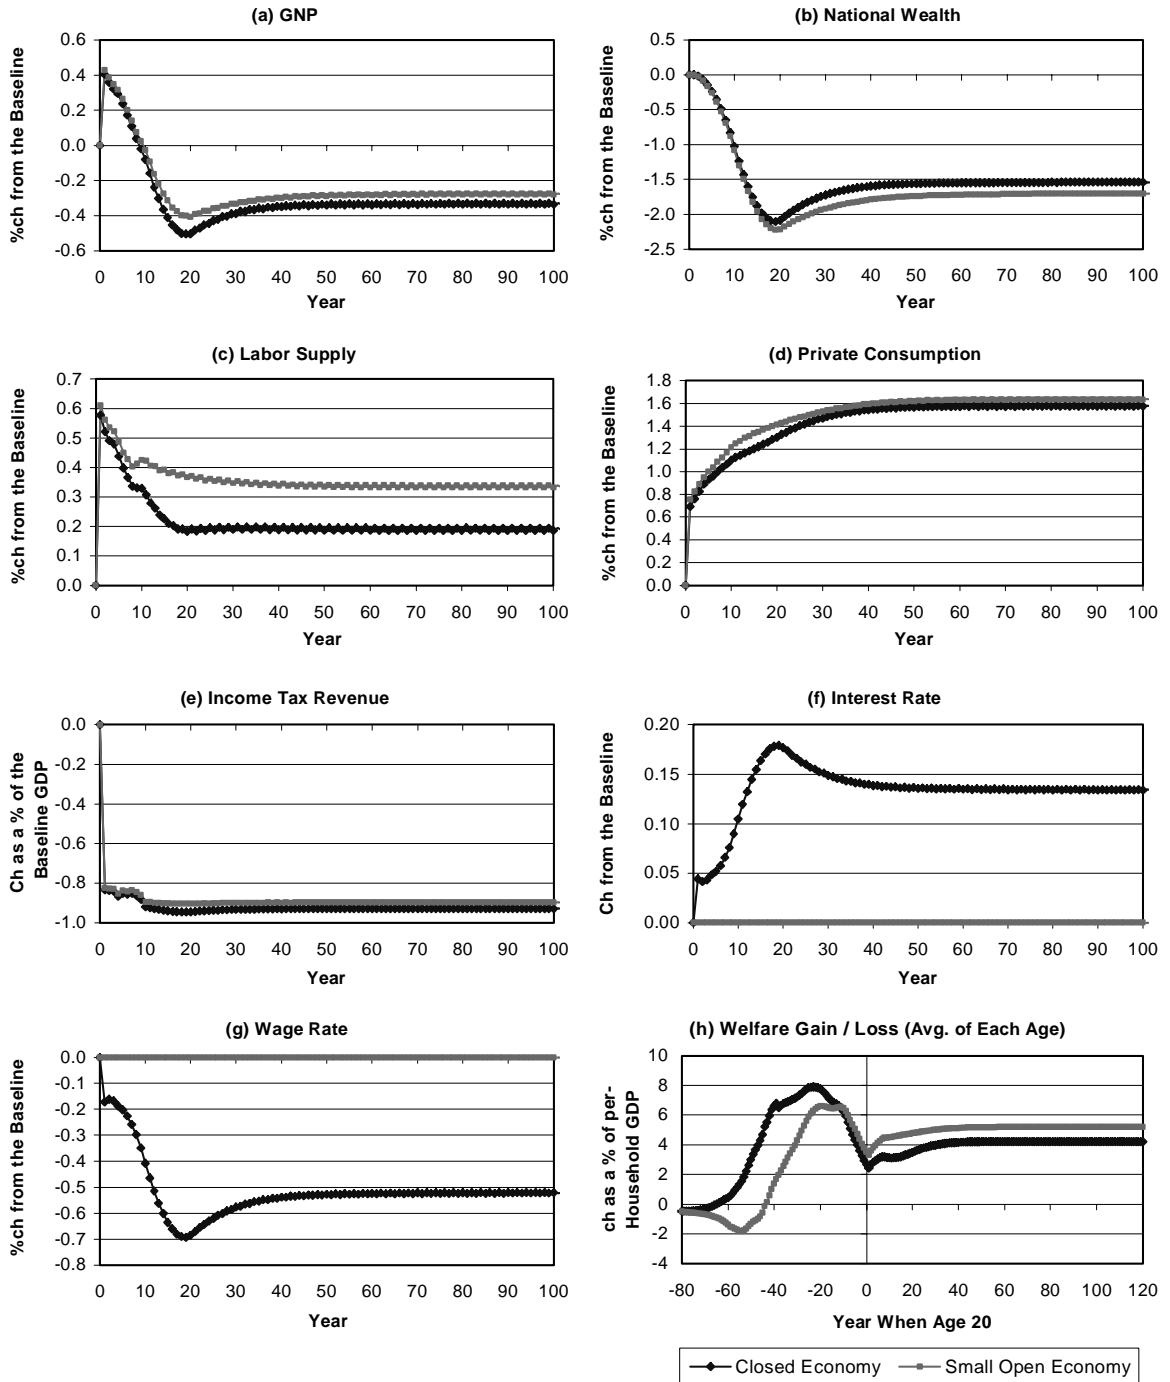 (a) GNP
%ch from the Baseline
0.6
0.4
0.2
0.0
-0.2
-0.4
-0.6
0 10 20 30 40 50 60 70 80 90 100
Year
(b) National Wealth
%ch from the Baseline
0.5
0.0
-0.5
-1.0
-1.5
-2.0
-2.5
0 10 20 30 40 50 60 70 80 90 100
Year
(c) Labor Supply
%ch from the Baseline
0.7
0.6
0.5
0.4
0.3
0.2
0.1
0.0
0 10 20 30 40 50 60 70 80 90 100
Year
(d) Private Consumption
%ch from the Baseline
1.8
1.6
1.4
1.2
1.0
0.8
0.6
0.4
0.2
0.0
0 10 20 30 40 50 60 70 80 90 100
Year
(e) Income Tax Revenue
Ch as a % of the
Baseline GDP
0.0
-0.2
-0.4
-0.6
-0.8
-1.0
0 10 20 30 40 50 60 70 80 90 100
Year
(f) Interest Rate
Ch from the Baseline
0.20
0.15
0.10
0.05
0.00
0 10 20 30 40 50 60 70 80 90 100
Year
(g) Wage Rate
%ch from the Baseline
0.0
-0.1
-0.2
-0.3
-0.4
-0.5
-0.6
-0.7
-0.8
0 10 20 30 40 50 60 70 80 90 100
Year
(h) Welfare Gain / Loss (Avg. of Each Age)
ch as a % of per-
Household GDP
10
8
6
4
2
0
-2
-4
-80 -60 -40 -20 0 20 40 60 80 100 120
Year When Age 20
Closed Economy Small Open Economy